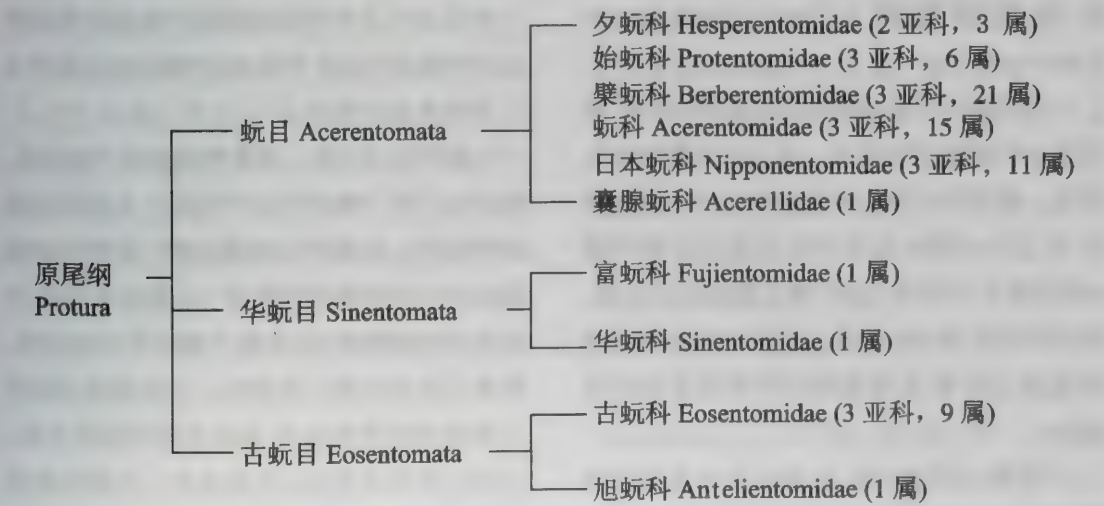 夕蚖科 Hesperentomidae (2 亚科，3 属)
始蚖科 Protentomidae (3 亚科，6 属)
檗蚖科 Berberentomidae (3 亚科，21 属)
蚖目 Acerentomata
蚖科 Acerentomidae (3 亚科，15 属)
日本蚖科 Nipponentomidae (3 亚科，11 属)
囊腺蚖科 Acerellidae (1 属)
原尾纲
Protura
富蚖科 Fujientomidae (1 属)
华蚖目 Sinentomata
华蚖科 Sinentomidae (1 属)
古蚖科 Eosentomidae (3 亚科，9 属)
古蚖目 Eosentomata
旭蚖科 Antelientomidae (1 属)